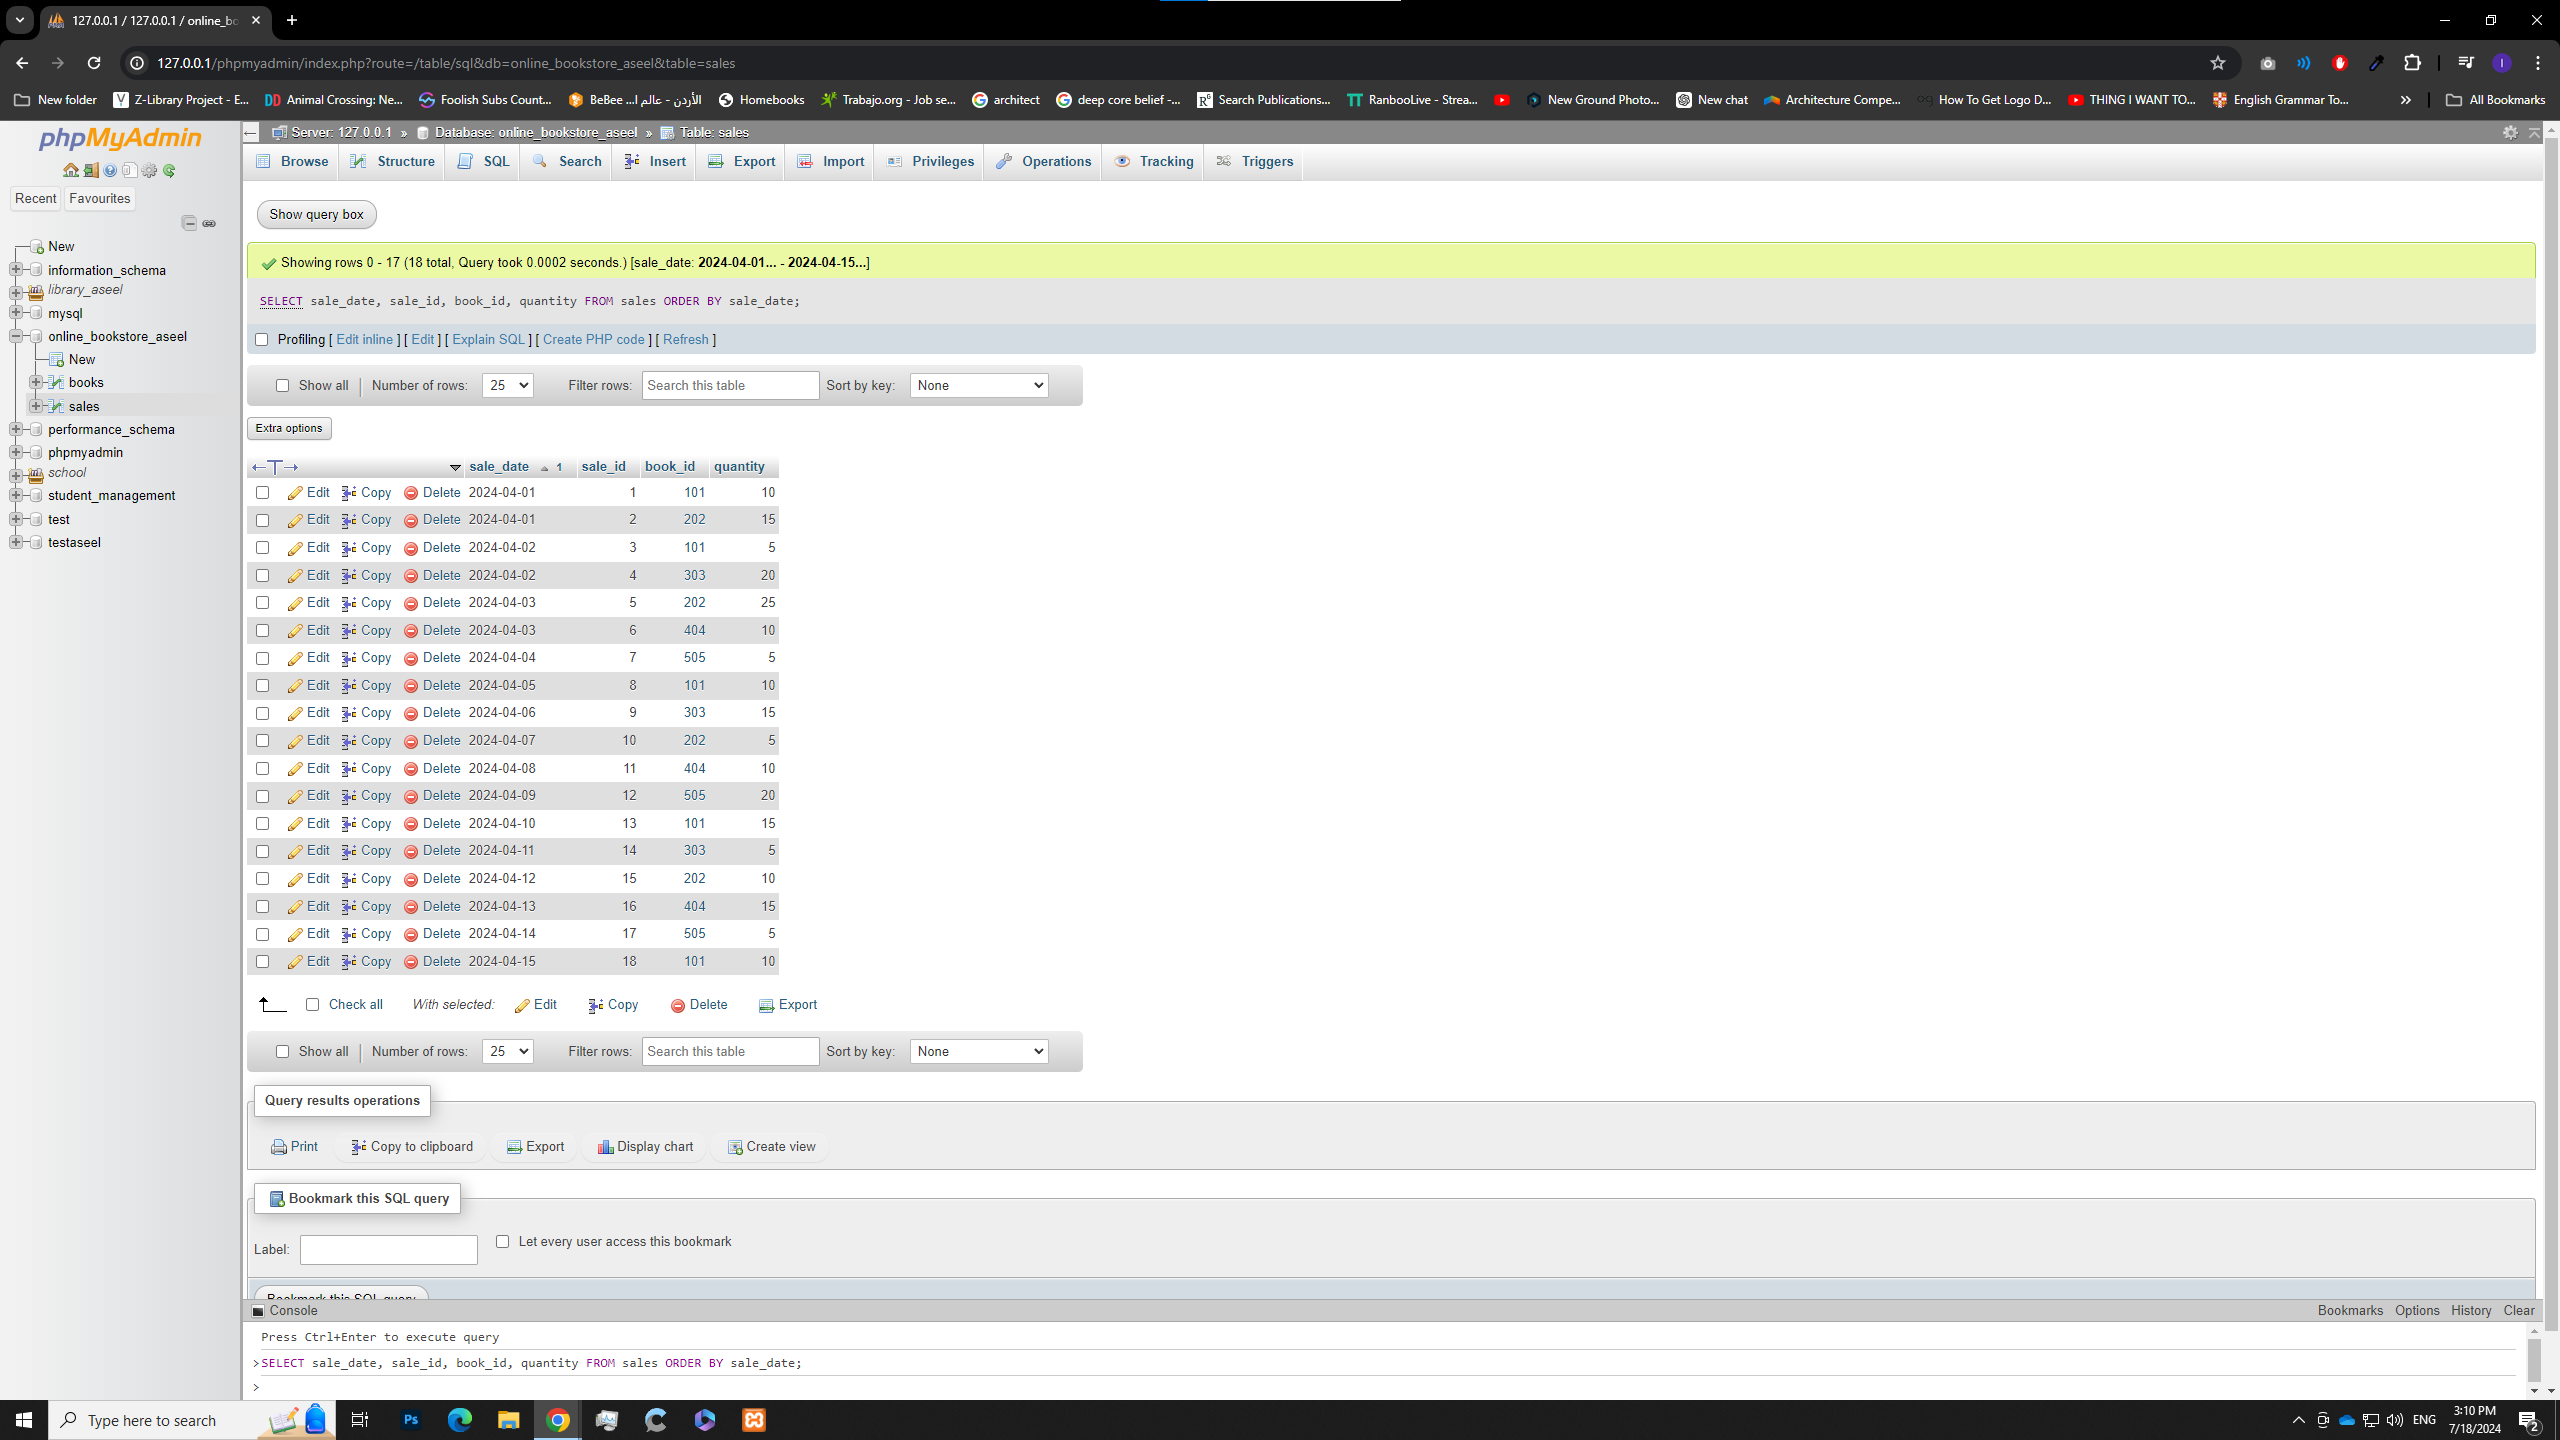 127.0.0.1 / 127.0.0.1 / online_bo
127.0.0.1/phpmyadmin/index.php?route=/table/sql&db=online_bookstore_aseel&table=sales
New folder Z-Library Project - E... Animal Crossing: Ne... Foolish Subs Count... BeBee الأردن - عالم ا... Homebooks Trabajo.org - Job se... architect deep core belief -... Search Publications... RanbooLive - Strea... New Ground Photo... New chat Architecture Compe... How To Get Logo D... THING I WANT TO... English Grammar To... » All Bookmarks
phpMyAdmin
Recent Favourites
New
information_schema
library_aseel
mysql
online_bookstore_aseel
New
books
sales
performance_schema
phpmyadmin
school
student_management
test
testaseel
Server: 127.0.0.1 » Database: online_bookstore_aseel » Table: sales
Browse Structure SQL Search Insert Export Import Privileges Operations Tracking Triggers
Show query box
Showing rows 0 - 17 (18 total, Query took 0.0002 seconds.) [sale_date: 2024-04-01... - 2024-04-15...]
SELECT sale_date, sale_id, book_id, quantity FROM sales ORDER BY sale_date;
Profiling [ Edit inline ] [ Edit ] [ Explain SQL ] [ Create PHP code ] [ Refresh ]
Show all Number of rows: 25 Filter rows: Search this table Sort by key: None
Extra options
sale_date 1 sale_id book_id quantity
Edit Copy Delete 2024-04-01 1 101 10
Edit Copy Delete 2024-04-01 2 202 15
Edit Copy Delete 2024-04-02 3 101 5
Edit Copy Delete 2024-04-02 4 303 20
Edit Copy Delete 2024-04-03 5 202 25
Edit Copy Delete 2024-04-03 6 404 10
Edit Copy Delete 2024-04-04 7 505 5
Edit Copy Delete 2024-04-05 8 101 10
Edit Copy Delete 2024-04-06 9 303 15
Edit Copy Delete 2024-04-07 10 202 5
Edit Copy Delete 2024-04-08 11 404 10
Edit Copy Delete 2024-04-09 12 505 20
Edit Copy Delete 2024-04-10 13 101 15
Edit Copy Delete 2024-04-11 14 303 5
Edit Copy Delete 2024-04-12 15 202 10
Edit Copy Delete 2024-04-13 16 404 15
Edit Copy Delete 2024-04-14 17 505 5
Edit Copy Delete 2024-04-15 18 101 10
Check all With selected: Edit Copy Delete Export
Show all Number of rows: 25 Filter rows: Search this table Sort by key: None
Query results operations
Print Copy to clipboard Export Display chart Create view
Bookmark this SQL query
Label: Let every user access this bookmark
Bookmark this SQL query
Console Bookmarks Options History Clear
Press Ctrl+Enter to execute query
>SELECT sale_date, sale_id, book_id, quantity FROM sales ORDER BY sale_date;
>
Type here to search Ps ENG 3:10 PM
7/18/2024 2